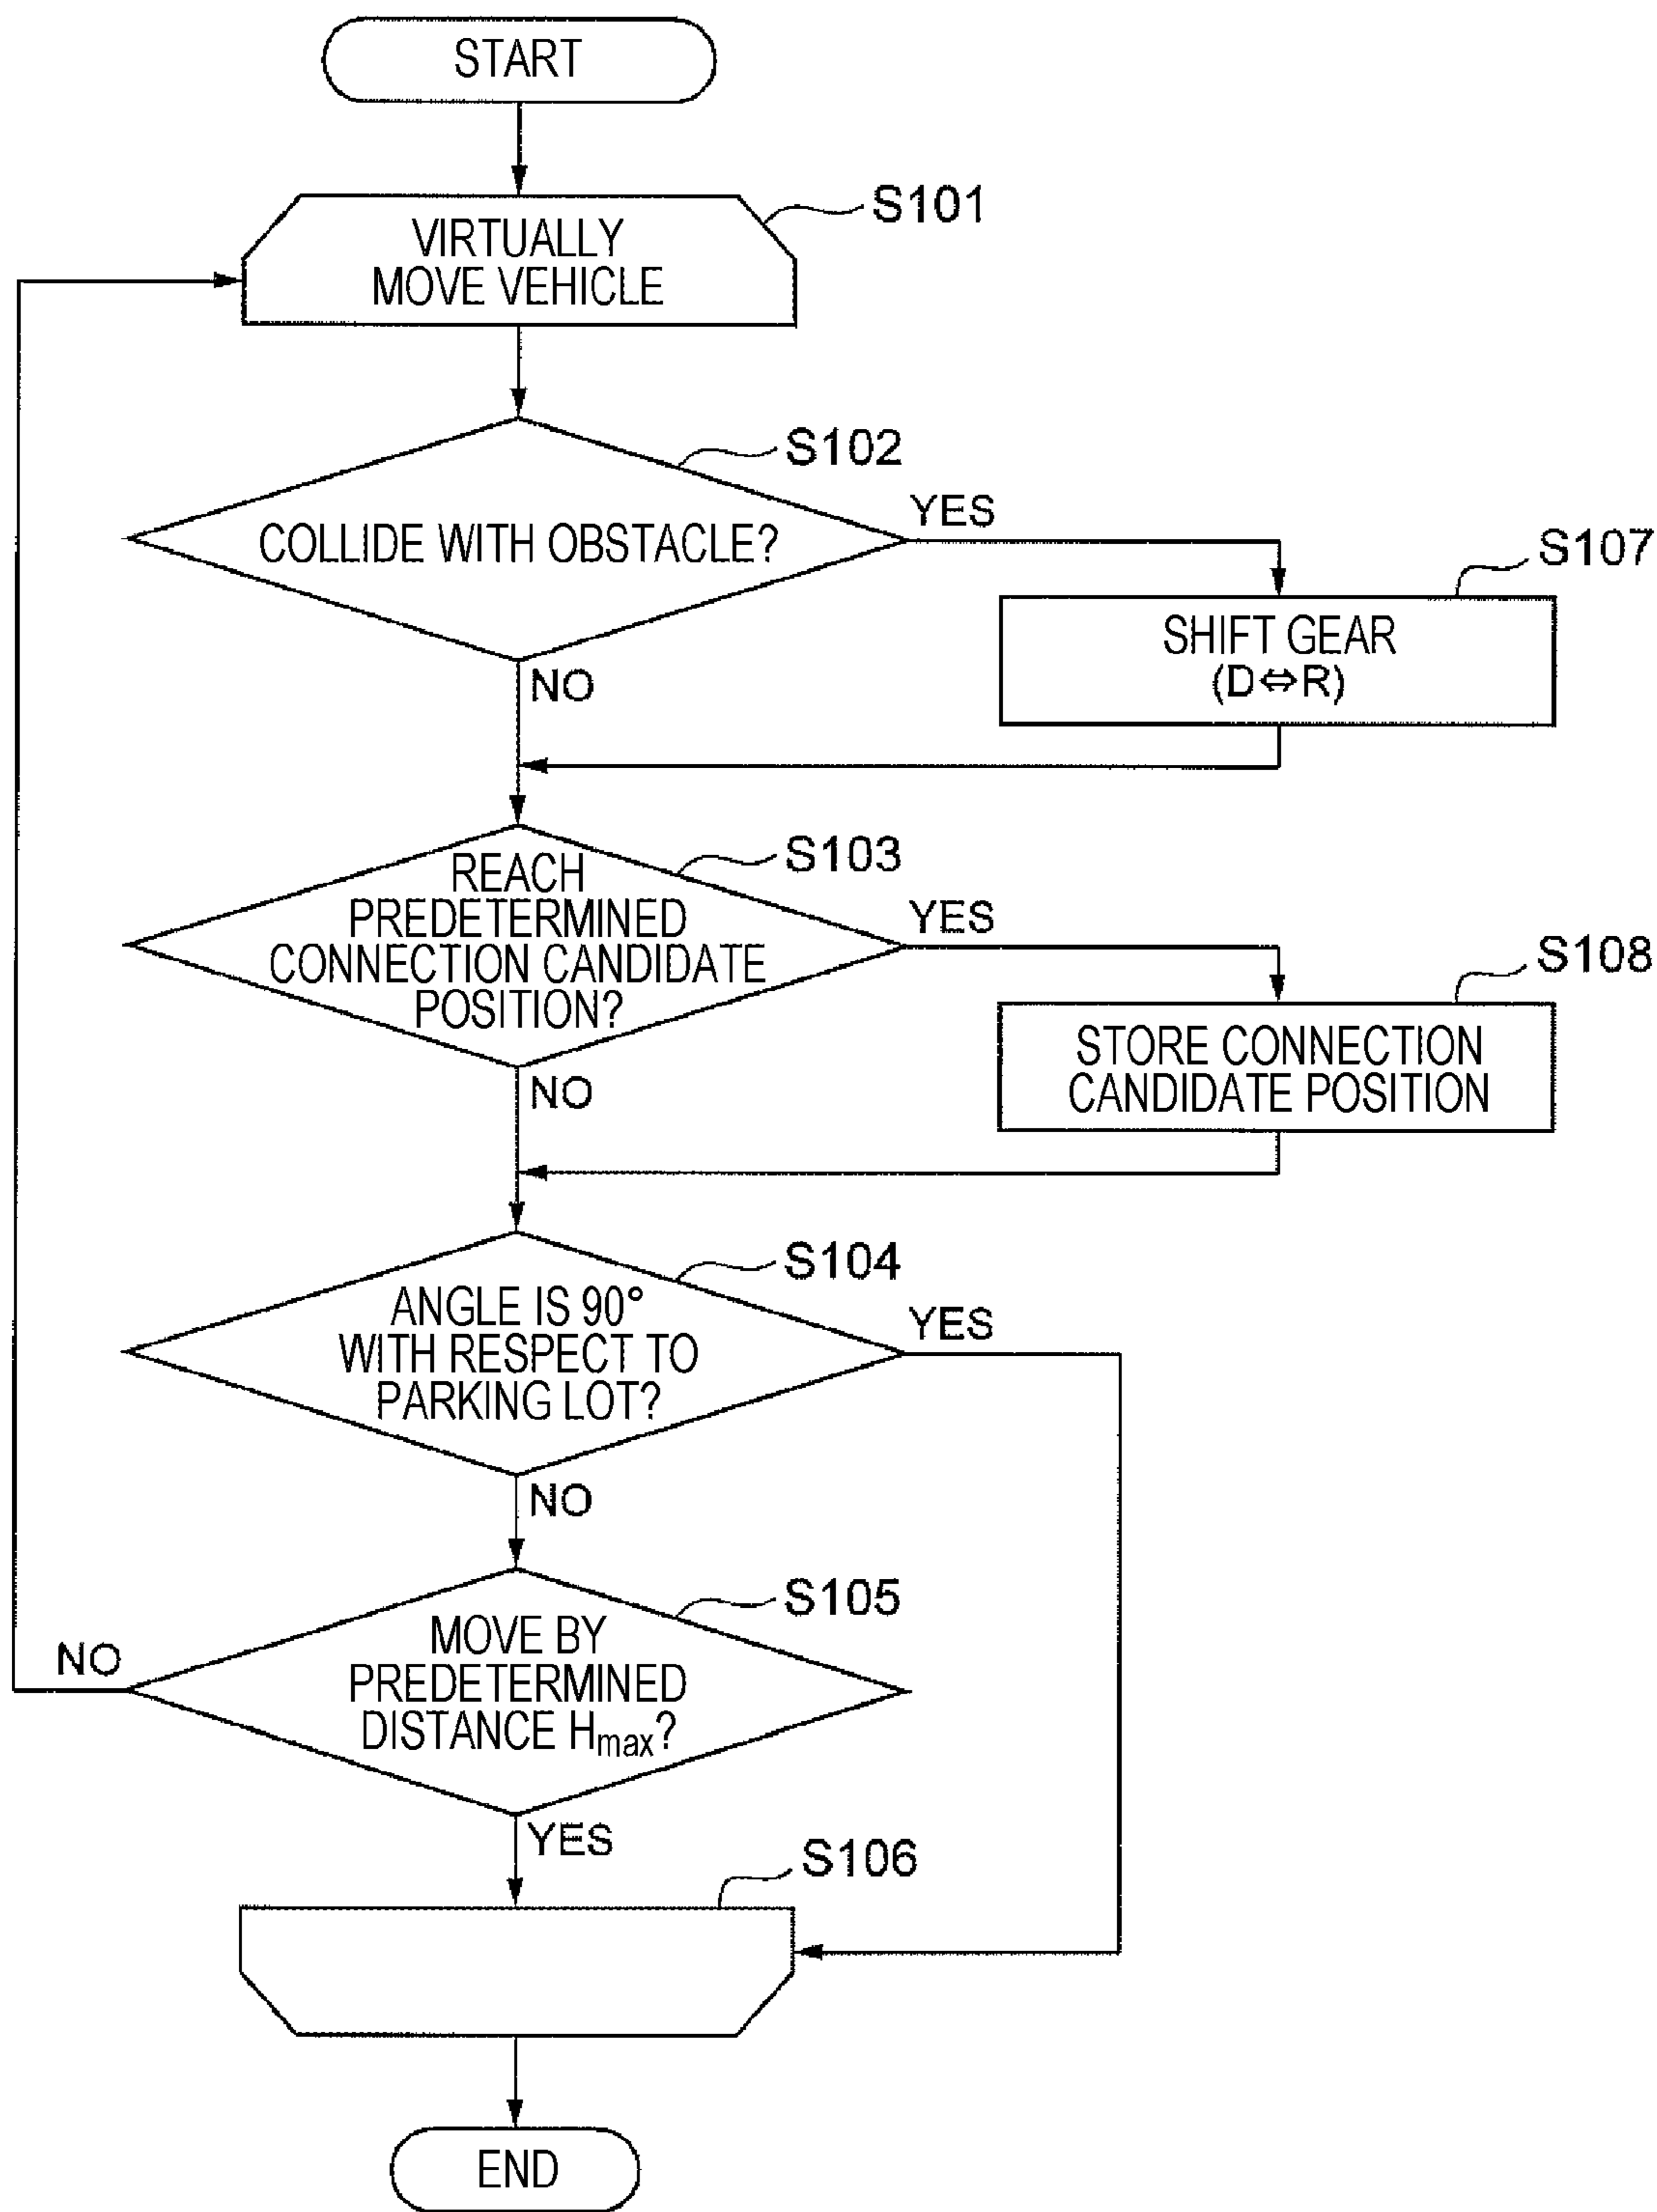 START
S101
VIRTUALLY
MOVE VEHICLE
S102
COLLIDE WITH OBSTACLE?
YES
NO
S107
SHIFT GEAR
(D⇔R)
S103
REACH
PREDETERMINED
CONNECTION CANDIDATE
POSITION?
YES
NO
S108
STORE CONNECTION
CANDIDATE POSITION
S104
ANGLE IS 90°
WITH RESPECT TO
PARKING LOT?
YES
NO
S105
MOVE BY
PREDETERMINED
DISTANCE Hmax?
NO
YES
S106
END